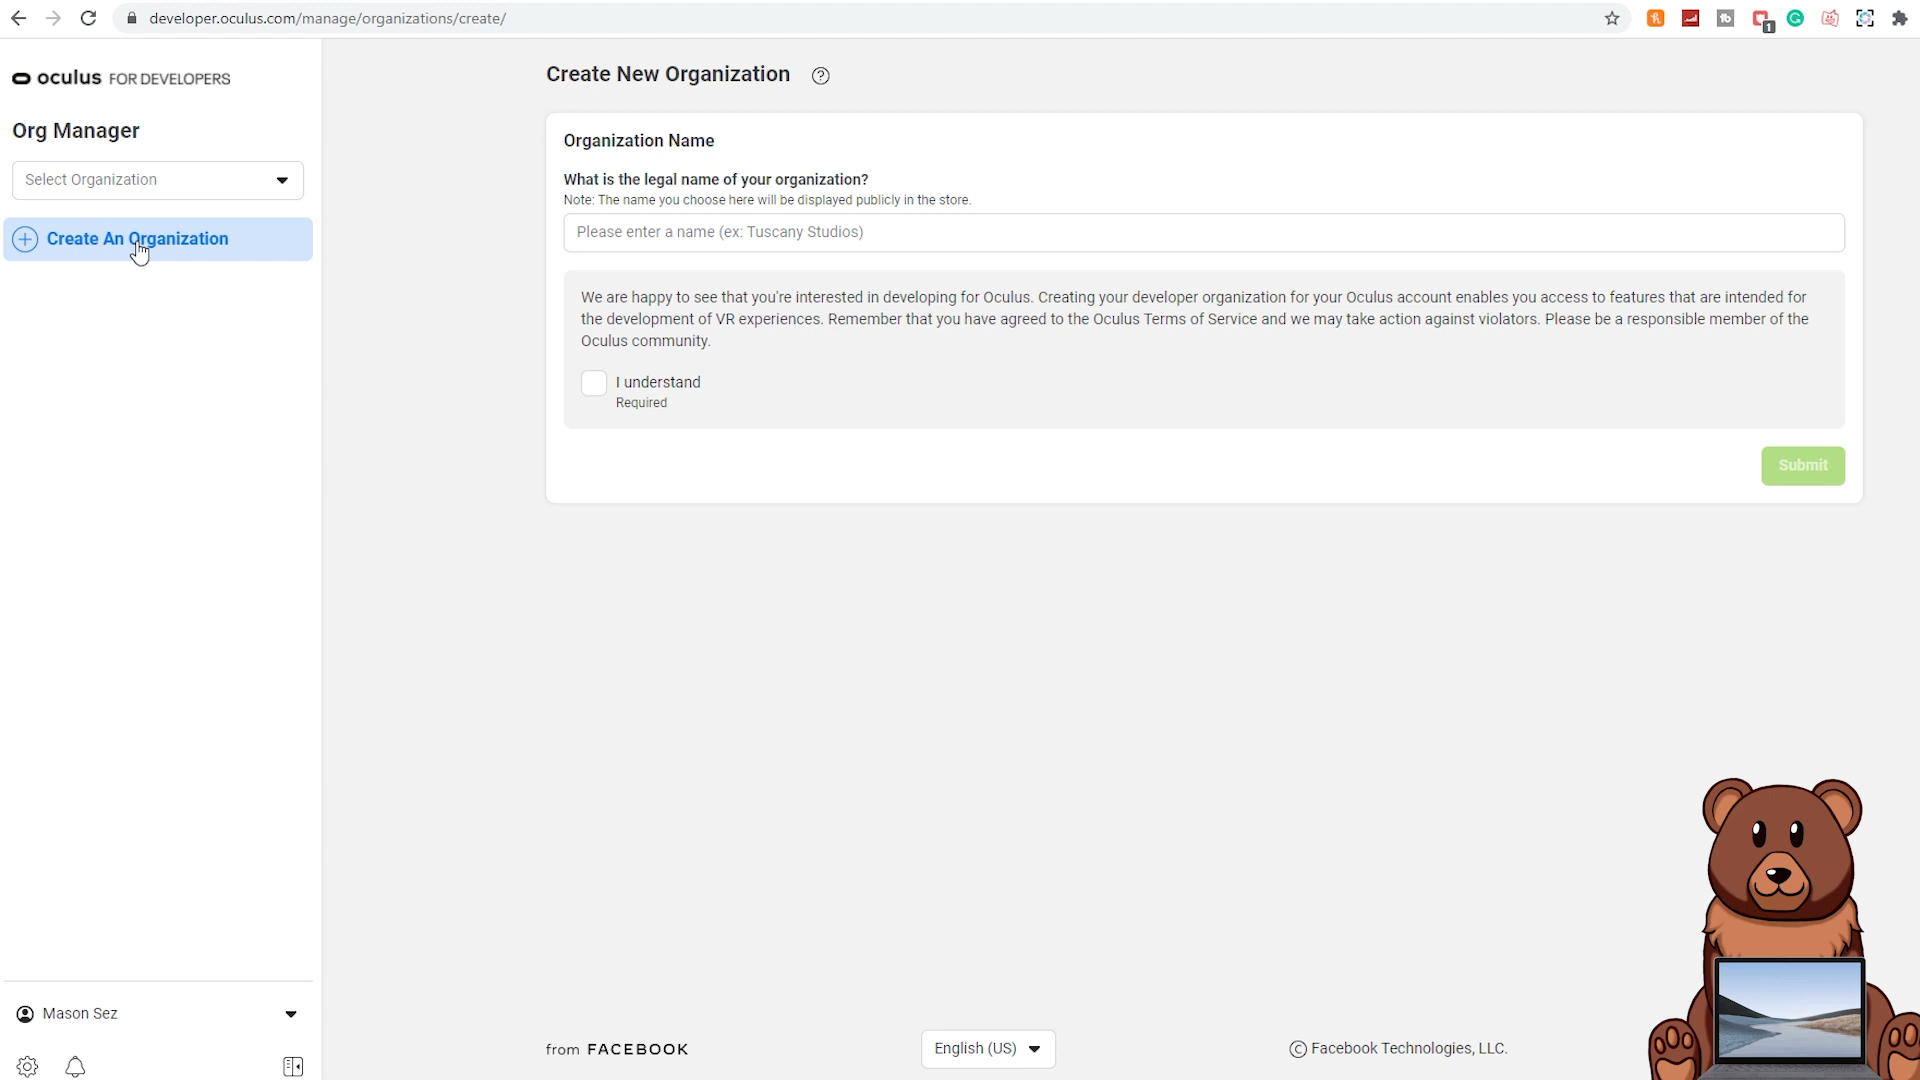 developer.oculus.com/manage/organizations/create/
1
oculus FOR DEVELOPERS
Org Manager
Select Organization
Create An Organization
Create New Organization
Organization Name
What is the legal name of your organization?
Note: The name you choose here will be displayed publicly in the store.
Please enter a name (ex: Tuscany Studios)
We are happy to see that you're interested in developing for Oculus. Creating your developer organization for your Oculus account enables you access to features that are intended for
the development of VR experiences. Remember that you have agreed to the Oculus Terms of Service and we may take action against violators. Please be a responsible member of the
Oculus community.
I understand
Required
Submit
Mason Sez
from FACEBOOK
English (US)
© Facebook Technologies, LLC.